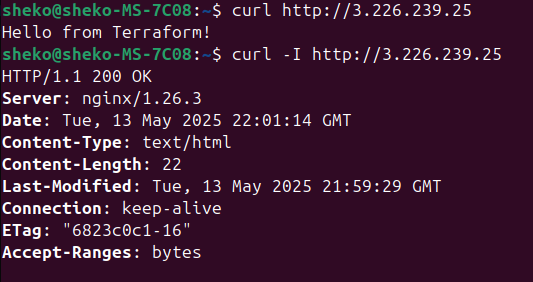 sheko@sheko-MS-7C08:~$ curl http://3.226.239.25
Hello from Terraform!
sheko@sheko-MS-7C08:~$ curl -I http://3.226.239.25
HTTP/1.1 200 OK
Server: nginx/1.26.3
Date: Tue, 13 May 2025 22:01:14 GMT
Content-Type: text/html
Content-Length: 22
Last-Modified: Tue, 13 May 2025 21:59:29 GMT
Connection: keep-alive
ETag: "6823c0c1-16"
Accept-Ranges: bytes